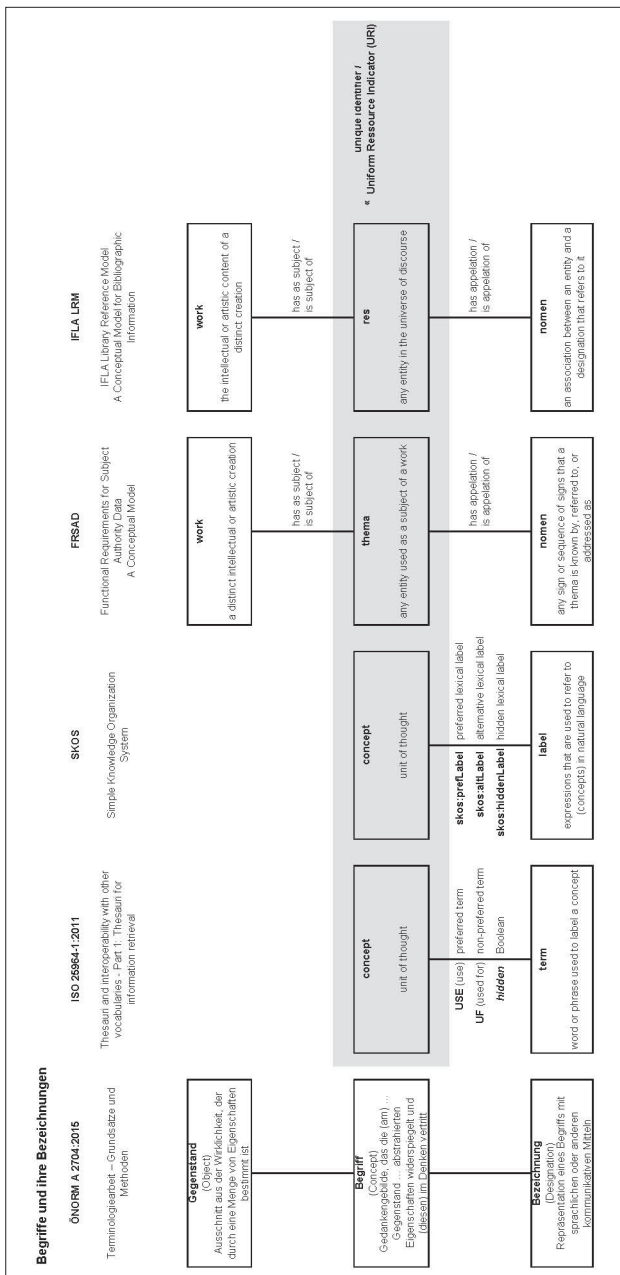 Begriffe und ihre Bezeichnungen
ÖNORM A 2704:2015
Terminologiearbeit – Grundsätze und
Methoden
Gegenstand
(Object)
Ausschnitt aus der Wirklichkeit, der
durch eine Menge von Eigenschaften
bestimmt ist
Begriff
(Concept)
Gedankengebilde, das die (am) ...
Gegenstand ... abstrahierten
Eigenschaften widerspiegelt und
(diesen) im Denken vertritt
Bezeichnung
(Designation)
Repräsentation eines Begriffs mit
sprachlichen oder anderen
kommunikativen Mitteln
ISO 25964-1:2011
Thesauri and interoperability with other
vocabularies - Part 1: Thesauri for
information retrieval
concept
unit of thought
USE (use) preferred term
UF (used for) non-preferred term
hidden Boolean
term
word or phrase used to label a concept
SKOS
Simple Knowledge Organization
System
concept
unit of thought
skos:prefLabel preferred lexical label
skos:altLabel alternative lexical label
skos:hiddenLabel hidden lexical label
label
expressions that are used to refer to
(concepts) in natural language
FRSAD
Functional Requirements for Subject
Authority Data
A Conceptual Model
work
a distinct intellectual or artistic creation
has as subject /
is subject of
thema
any entity used as a subject of a work
has appelation /
is appelation of
nomen
any sign or sequence of signs that a
thema is known by, referred to, or
addressed as
IFLA LRM
IFLA Library Reference Model
A Conceptual Model for Bibliographic
Information
work
the intellectual or artistic content of a
distinct creation
has as subject /
is subject of
res
any entity in the universe of discourse
has appelation /
is appelation of
nomen
an association between an entity and a
designation that refers to it
unique identifier /
« Uniform Ressource Indicator (URI)